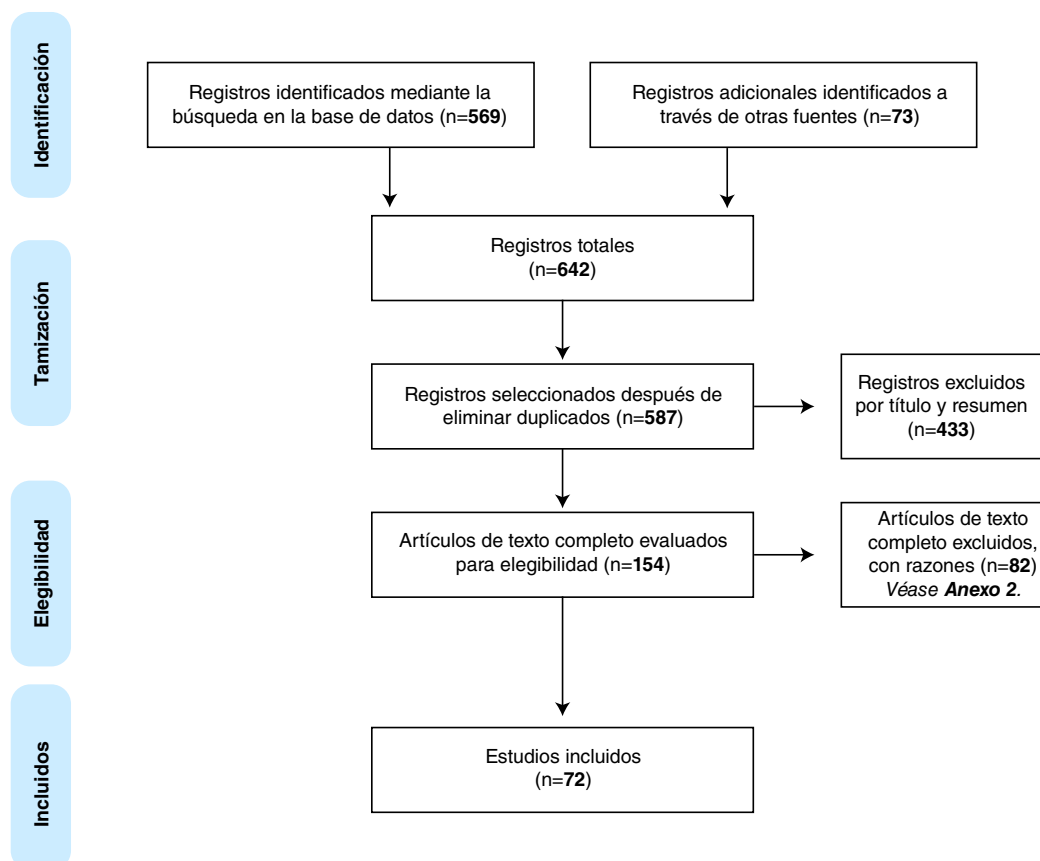 Identificación
Registros identificados mediante la
búsqueda en la base de datos (n=569)
Registros adicionales identificados a
través de otras fuentes (n=73)
Tamización
Registros totales
(n=642)
Registros seleccionados después de
eliminar duplicados (n=587)
Registros excluidos
por título y resumen
(n=433)
Elegibilidad
Artículos de texto completo evaluados
para elegibilidad (n=154)
Artículos de texto
completo excluidos,
con razones (n=82)
Véase Anexo 2.
Incluidos
Estudios incluidos
(n=72)